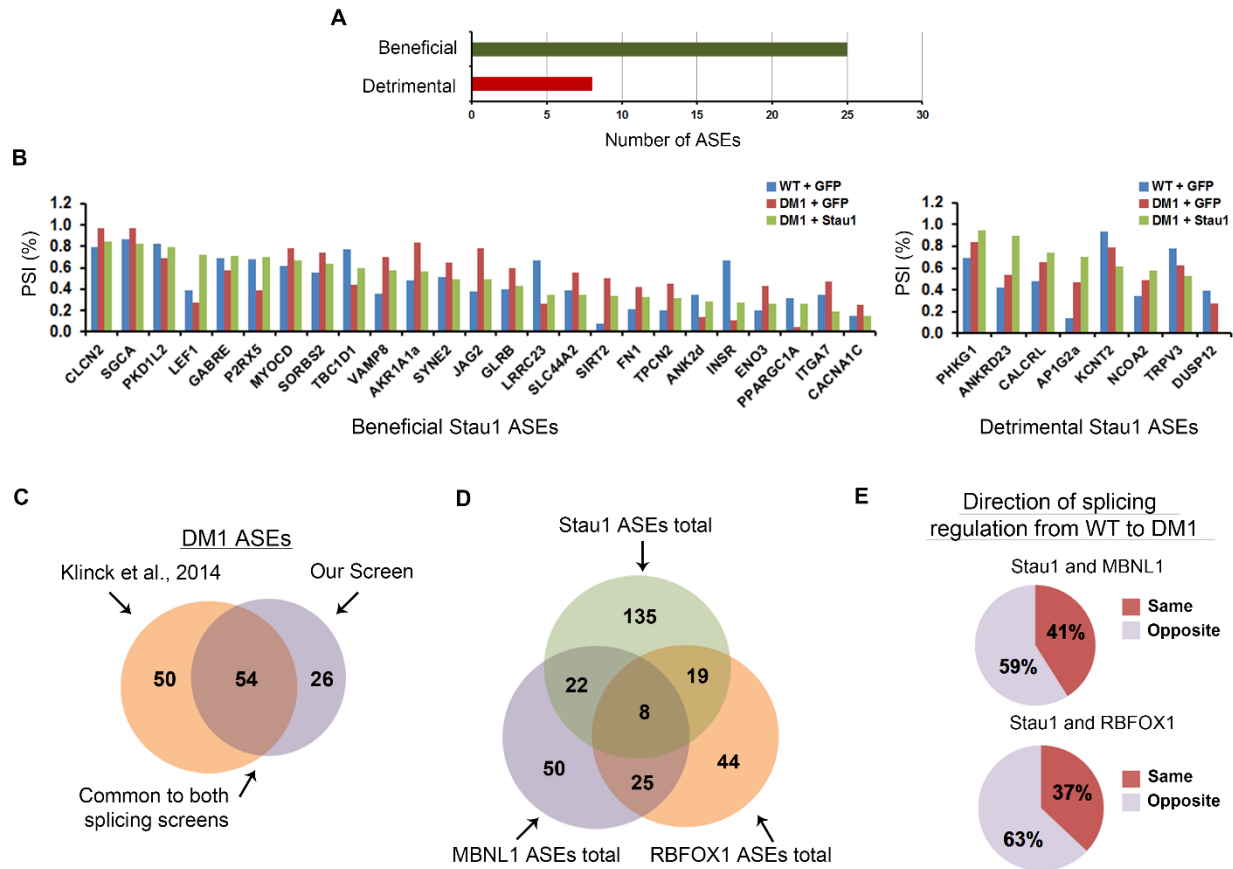 A
Beneficial
Detrimental
0 5 10 15 20 25 30
Number of ASEs
B
PSI (%)
1.2
1.0
0.8
0.6
0.4
0.2
0.0
WT + GFP
DM1 + GFP
DM1 + Stau1
CLCN2
SGCA
PKD1L2
LEF1
GABRE
P2RX5
MYOCD
SORBS2
TBC1D1
VAMP8
AKR1A1a
SYNE2
JAG2
GLRB
LRRC23
SLC44A2
SIRT2
FN1
TPCN2
ANK2d
INSR
ENO3
PPARGC1A
ITGA7
CACNA1C
Beneficial Stau1 ASEs
PSI (%)
1.2
1.0
0.8
0.6
0.4
0.2
0.0
WT + GFP
DM1 + GFP
DM1 + Stau1
PHKG1
ANKRD23
CALCRL
AP1G2a
KCNT2
NCOA2
TRPV3
DUSP12
Detrimental Stau1 ASEs
C
DM1 ASEs
Klinck et al., 2014
Our Screen
50 54 26
Common to both
splicing screens
D
Stau1 ASEs total
135
22 19
8
50 44
25
MBNL1 ASEs total
RBFOX1 ASEs total
E
Direction of splicing
regulation from WT to DM1
Stau1 and MBNL1
41%
59%
Same
Opposite
Stau1 and RBFOX1
37%
63%
Same
Opposite